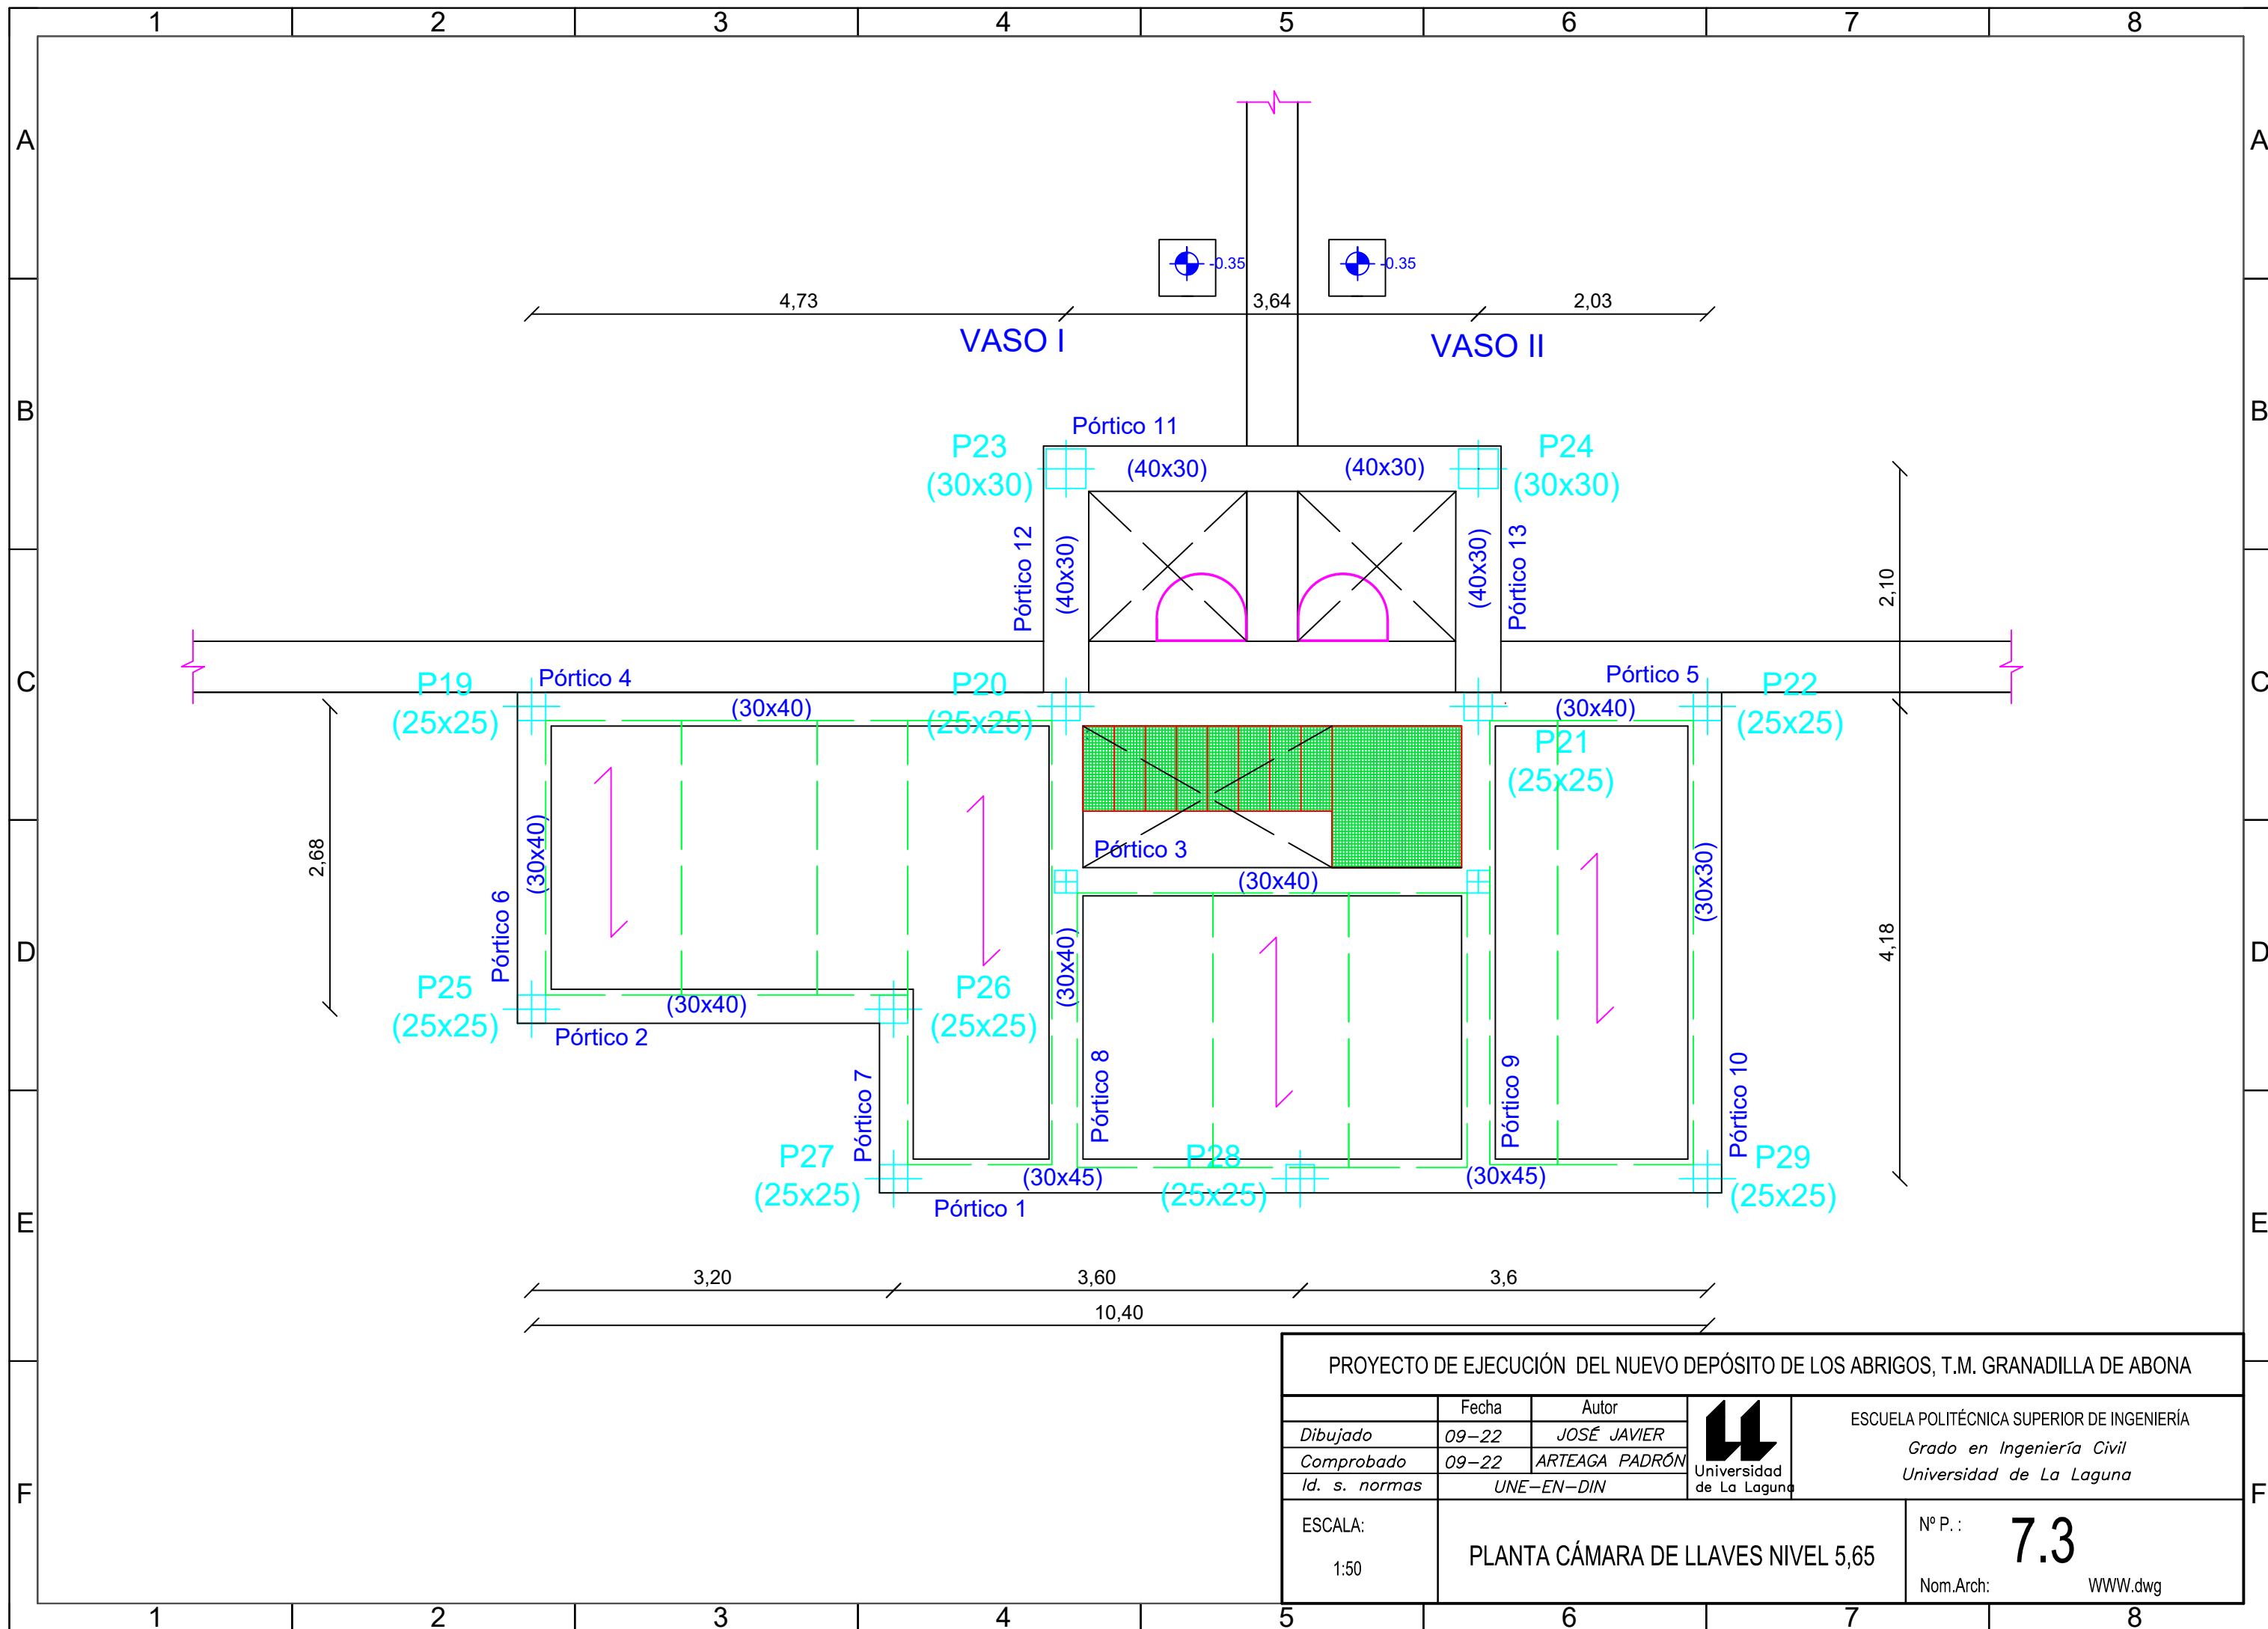 1 2 3 4 5 6 7 8
A A
-0.35 -0.35
4,73 3,64 2,03
VASO I VASO II
B B
Pórtico 11
P23 P24
(40x30) (40x30)
(30x30) (30x30)
Pórtico 12
(40x30)
(40x30)
Pórtico 13
2,10
C C
Pórtico 4 Pórtico 5
P19 P20 P22
(30x40) (30x40)
(25x25) (25x25) (25x25)
P21
(25x25)
2,68
(30x40)
Pórtico 3
(30x40)
(30x30)
Pórtico 6
(30x40)
4,18
D D
P25 P26
(30x40)
(25x25) (25x25)
Pórtico 2
Pórtico 7
Pórtico 8
Pórtico 9
Pórtico 10
P27 P28 P29
(30x45) (30x45)
(25x25) (25x25) (25x25)
Pórtico 1
E E
3,20 3,60 3,6
10,40
PROYECTO DE EJECUCIÓN DEL NUEVO DEPÓSITO DE LOS ABRIGOS, T.M. GRANADILLA DE ABONA
Fecha Autor
Dibujado 09-22 JOSÉ JAVIER
Comprobado 09-22 ARTEAGA PADRÓN
Id. s. normas UNE-EN-DIN
Universidad
de La Laguna
ESCUELA POLITÉCNICA SUPERIOR DE INGENIERÍA
Grado en Ingeniería Civil
Universidad de La Laguna
F F
ESCALA:
1:50
PLANTA CÁMARA DE LLAVES NIVEL 5,65
Nº P. : 7.3
Nom.Arch: WWW.dwg
1 2 3 4 5 6 7 8